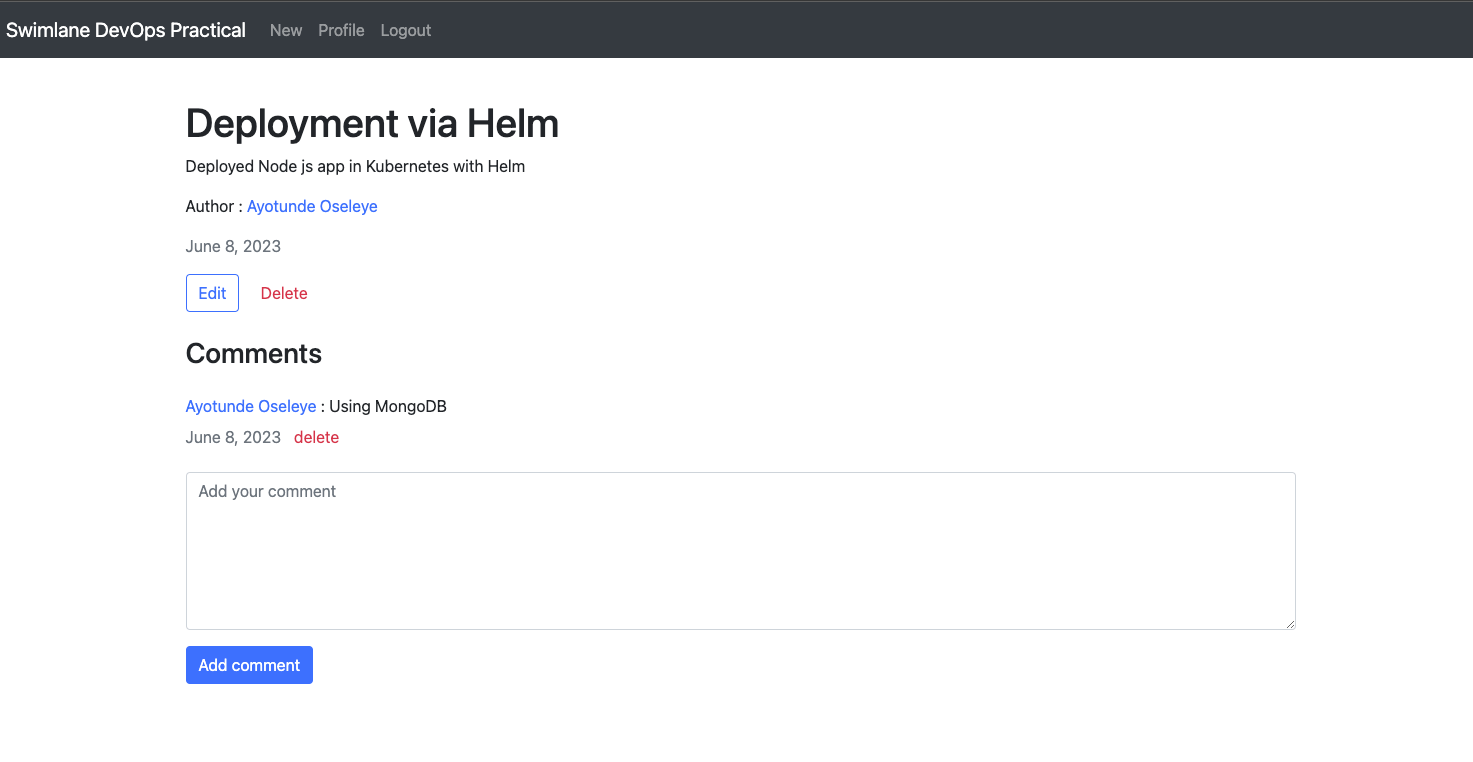 Swimlane DevOps Practical New Profile Logout
Deployment via Helm
Deployed Node js app in Kubernetes with Helm
Author : Ayotunde Oseleye
June 8, 2023
Edit Delete
Comments
Ayotunde Oseleye : Using MongoDB
June 8, 2023 delete
Add your comment
Add comment